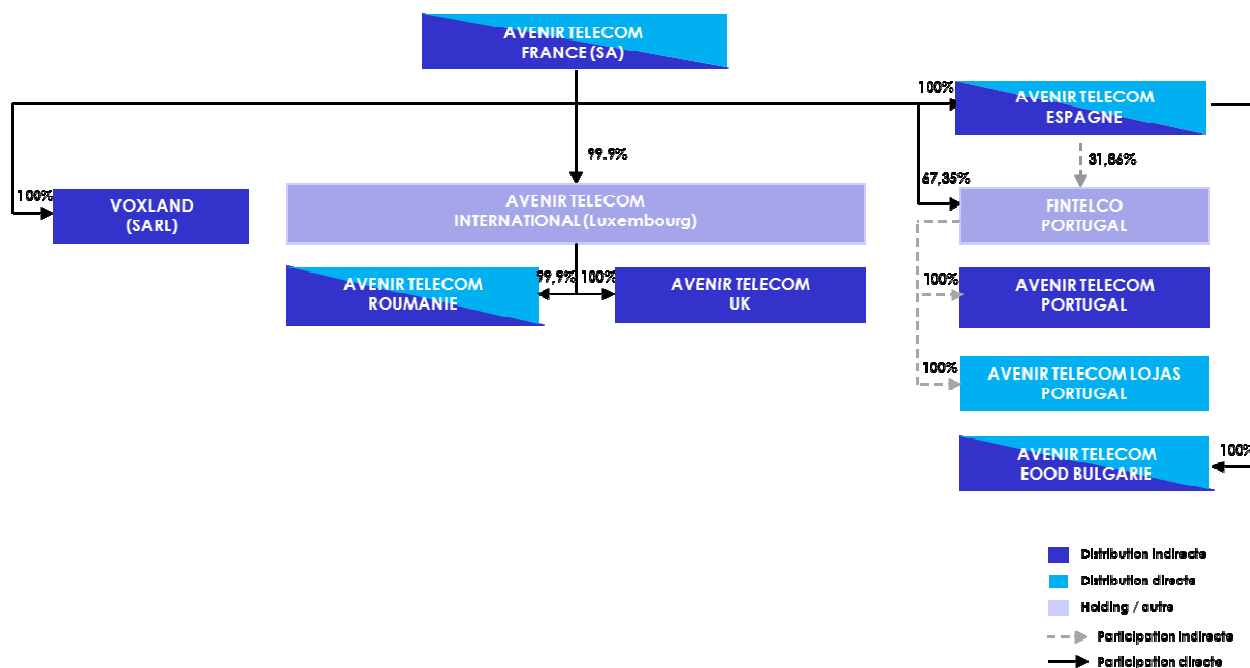 AVENIR TELECOM
FRANCE (SA)
100%
AVENIR TELECOM
ESPAGNE
99.9%
31,86%
67,35%
100%
VOXLAND
(SARL)
AVENIR TELECOM
INTERNATIONAL (Luxembourg)
FINTELCO
PORTUGAL
AVENIR TELECOM
ROUMANIE
99,9%
100%
AVENIR TELECOM
UK
100%
AVENIR TELECOM
PORTUGAL
100%
AVENIR TELECOM LOJAS
PORTUGAL
AVENIR TELECOM
EOOD BULGARIE
100%
Distribution indirecte
Distribution directe
Holding / autre
Participation indirecte
Participation directe